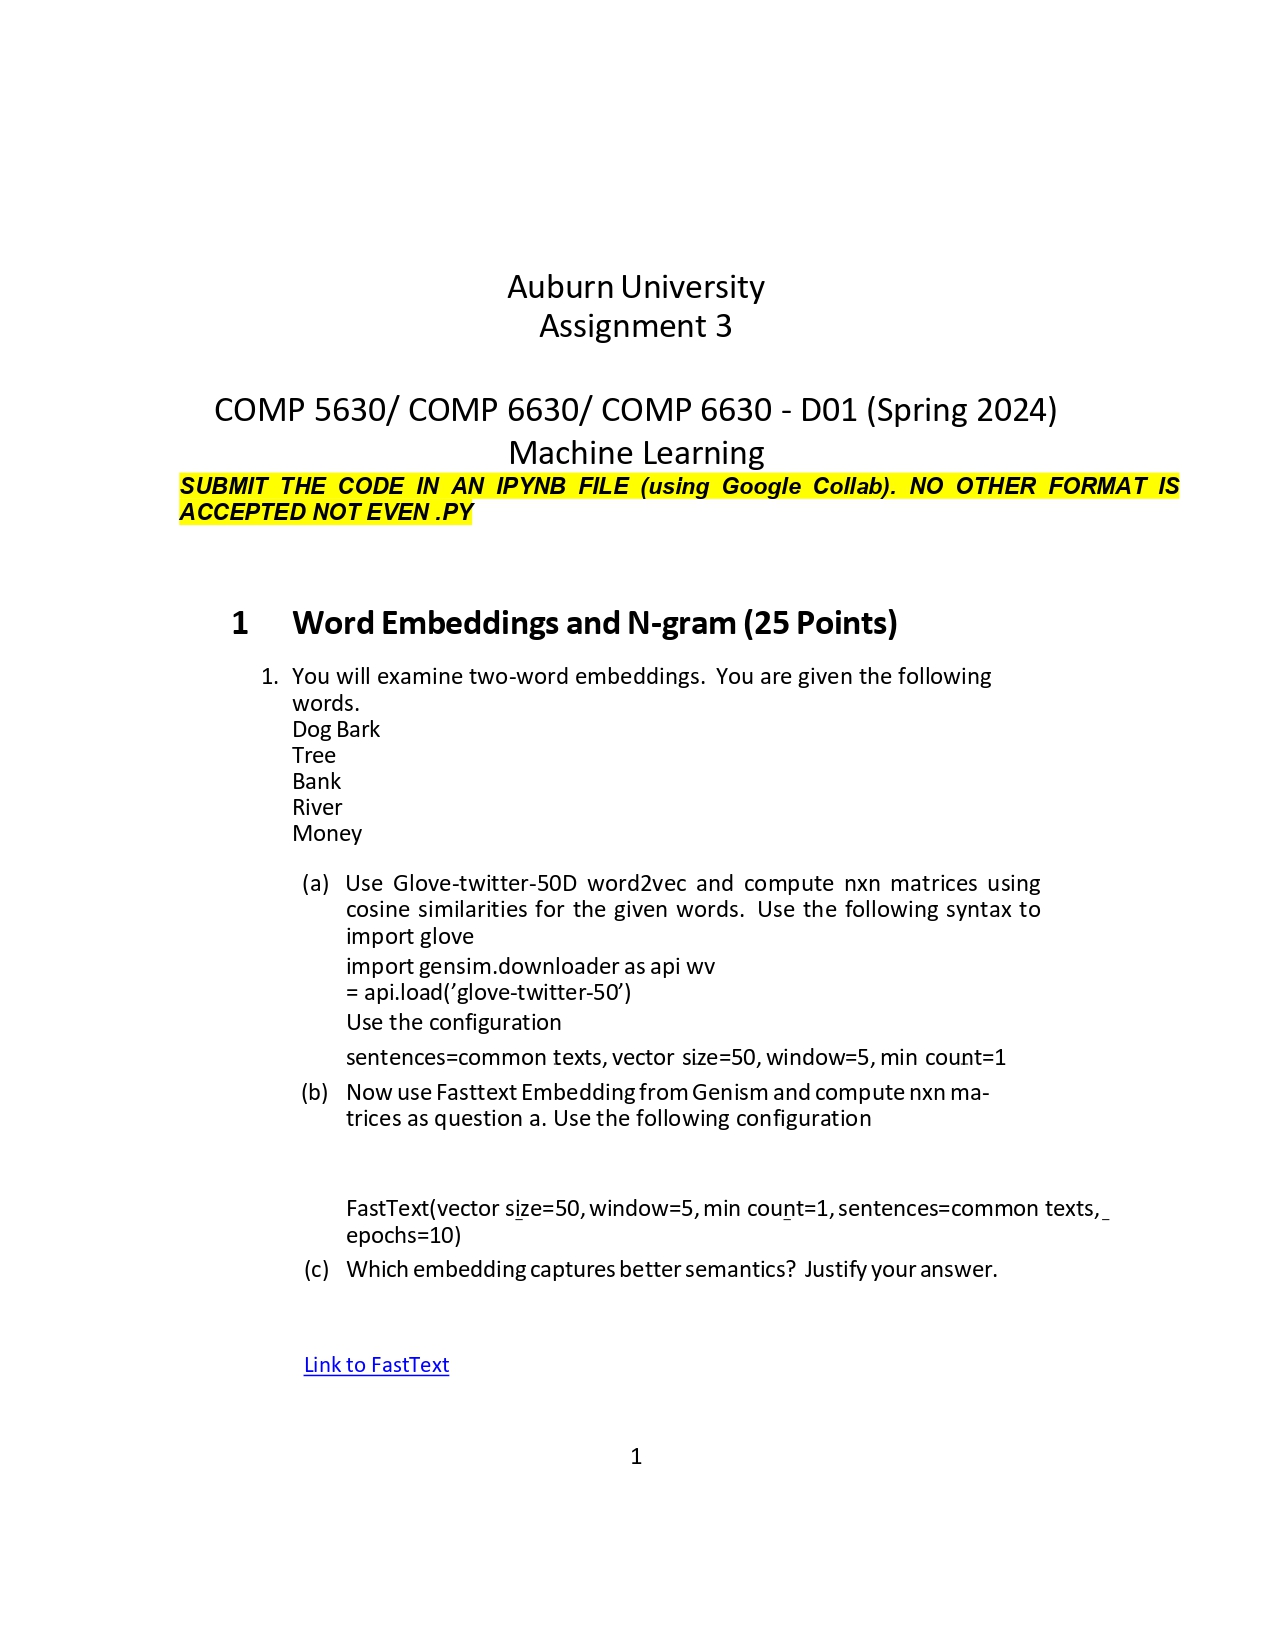 Auburn University
Assignment 3
COMP 5630/ COMP 6630/ COMP 6630 - D01 (Spring 2024)
Machine Learning
SUBMIT THE CODE IN AN IPYNB FILE (using Google Collab). NO OTHER FORMAT IS
ACCEPTED NOT EVEN .PY
1 Word Embeddings and N-gram (25 Points)
1. You will examine two-word embeddings. You are given the following
words.
Dog Bark
Tree
Bank
River
Money
(a) Use Glove-twitter-50D word2vec and compute nxn matrices using
cosine similarities for the given words. Use the following syntax to
import glove
import gensim.downloader as api wv
= api.load(’glove-twitter-50’)
Use the configuration
sentences=common texts, vector size=50, window=5, min count=1
(b) Now use Fasttext Embedding from Genism and compute nxn ma-
trices as question a. Use the following configuration
FastText(vector size=50, window=5, min count=1, sentences=common texts, _
epochs=10)
(c) Which embedding captures better semantics? Justify your answer.
Link to FastText
1